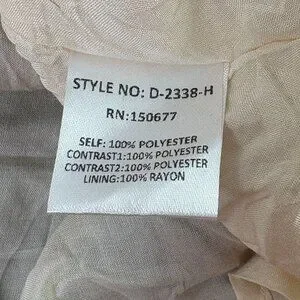 STYLE NO: D-2338-H
RN:150677
SELF: 100% POLYESTER
CONTRAST1:100% POLYESTER
CONTRAST2:100% POLYESTER
LINING:100% RAYON